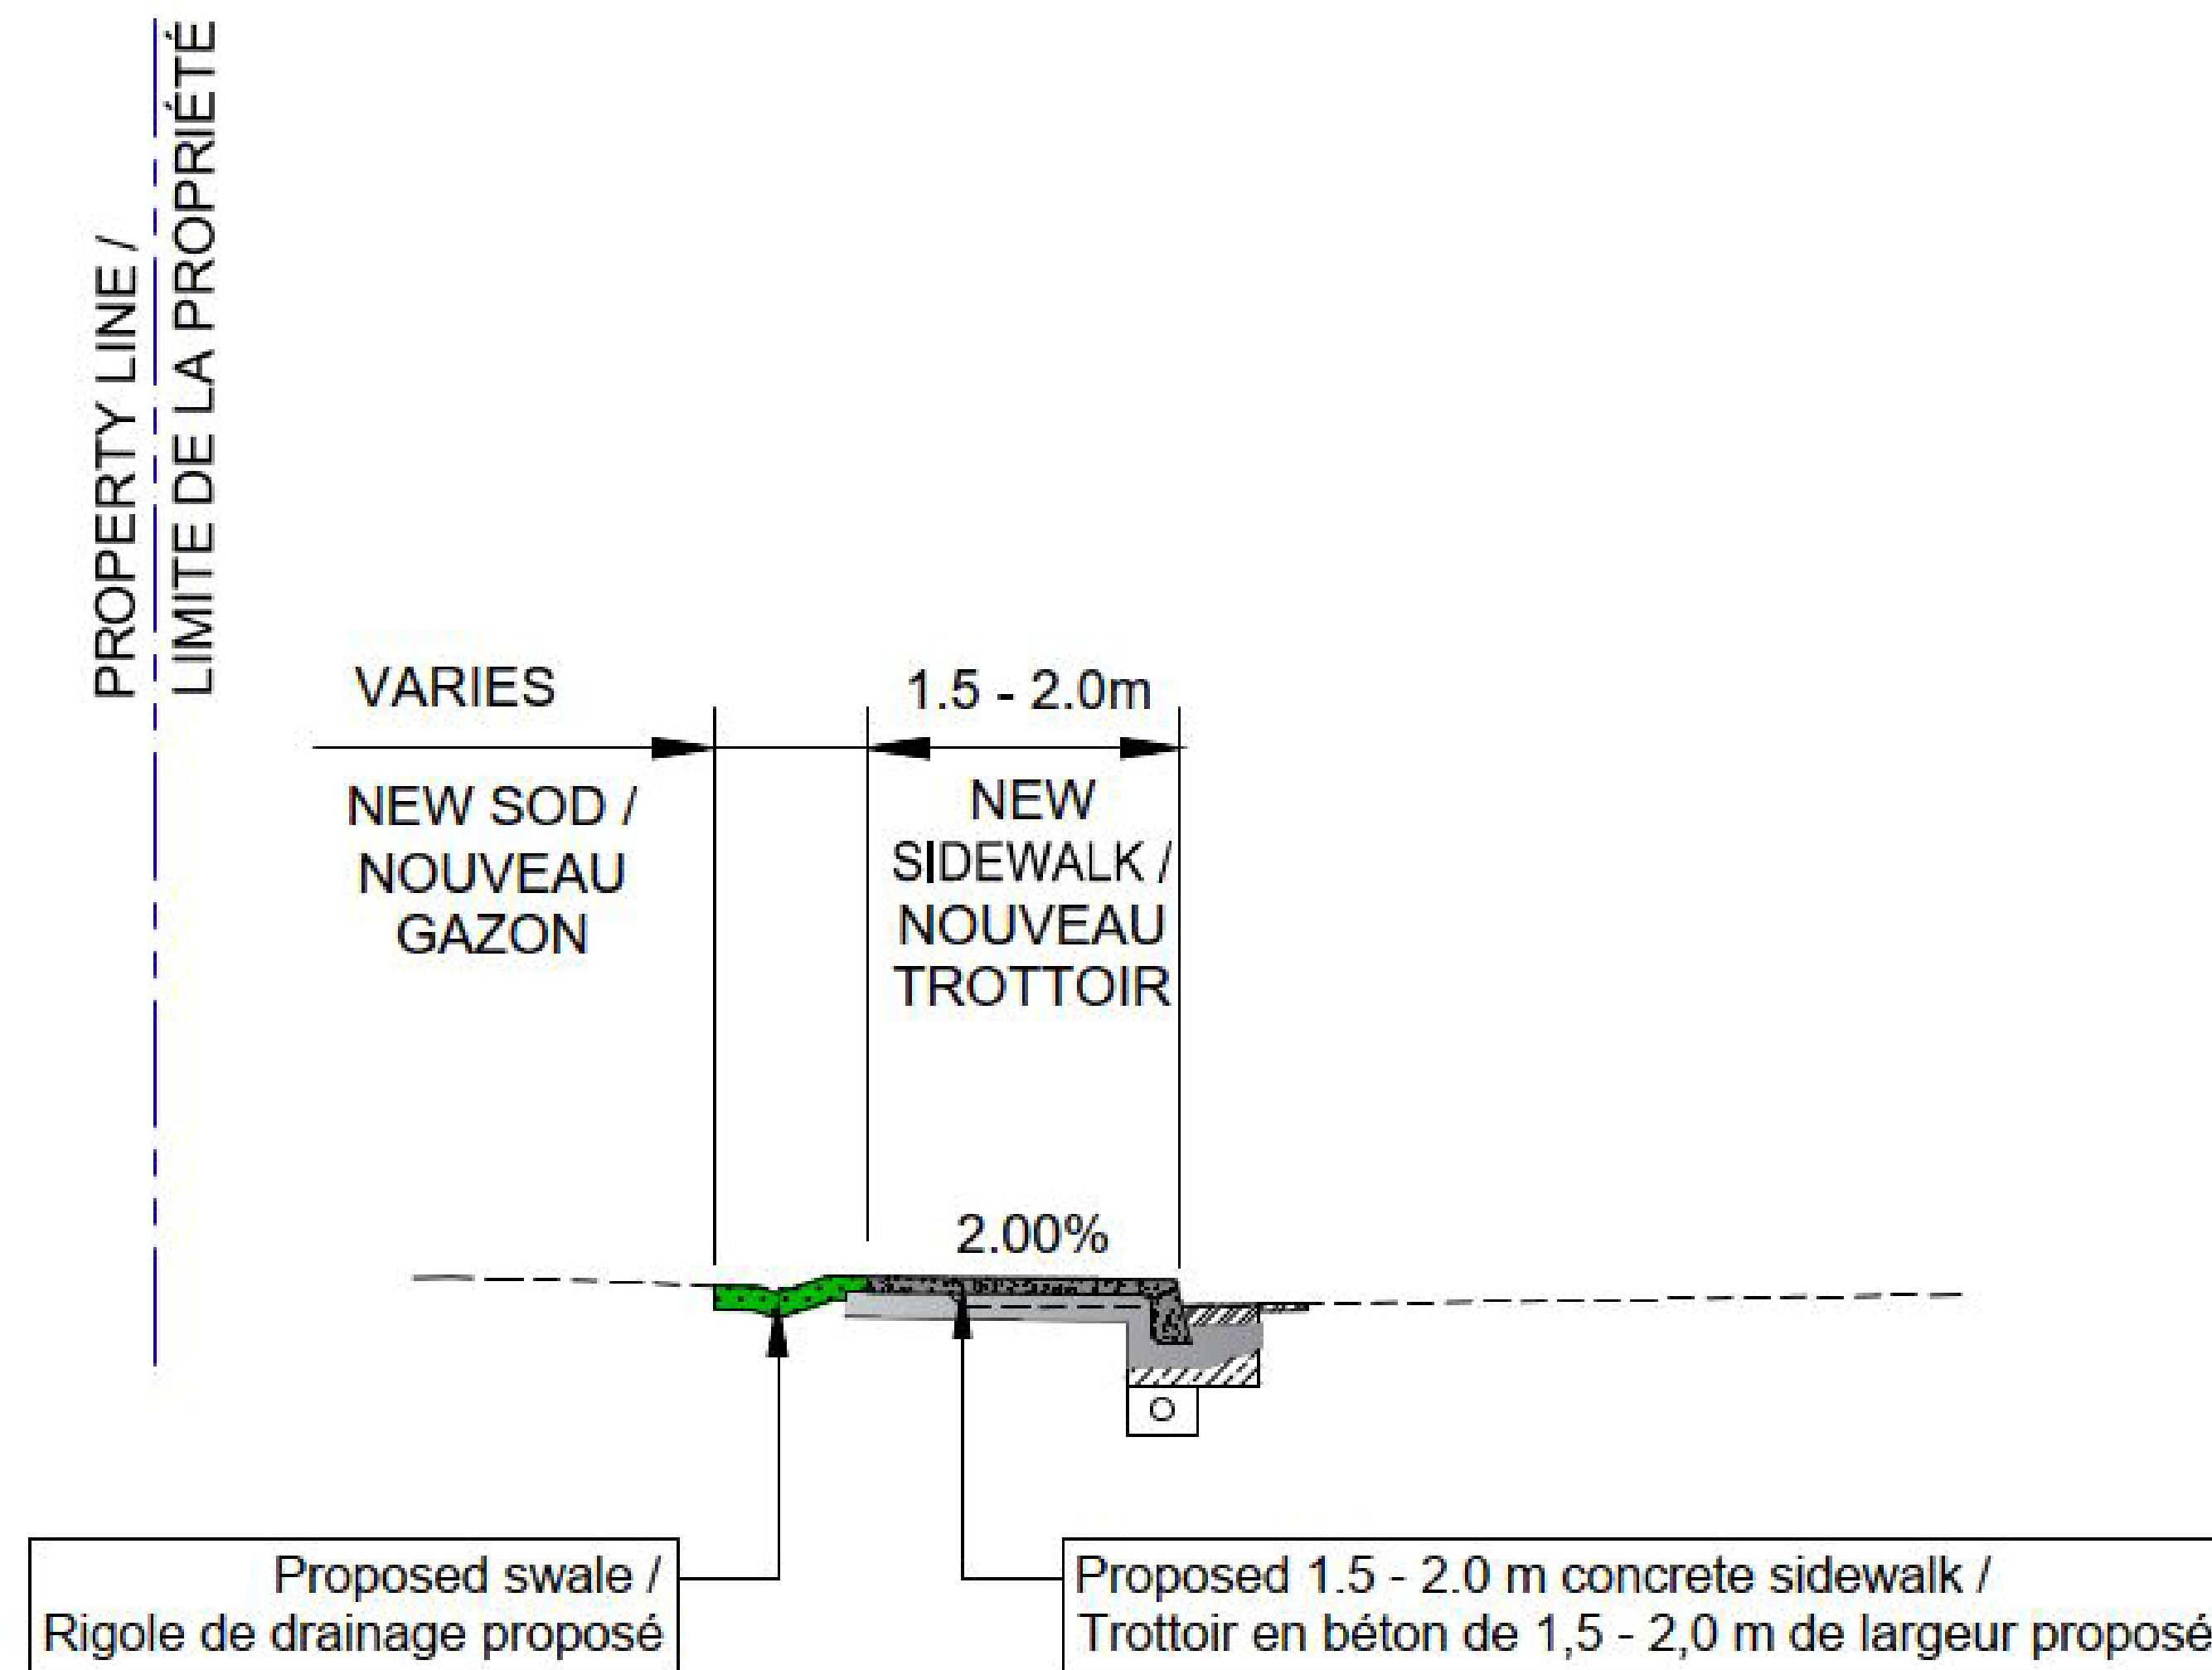 PROPERTY LINE /
LIMITE DE LA PROPRIÉTÉ
VARIES
1.5 - 2.0m
NEW SOD /
NOUVEAU
GAZON
NEW
SIDEWALK /
NOUVEAU
TROTTOIR
2.00%
Proposed swale /
Rigole de drainage proposé
Proposed 1.5 - 2.0 m concrete sidewalk /
Trottoir en béton de 1,5 - 2,0 m de largeur proposé